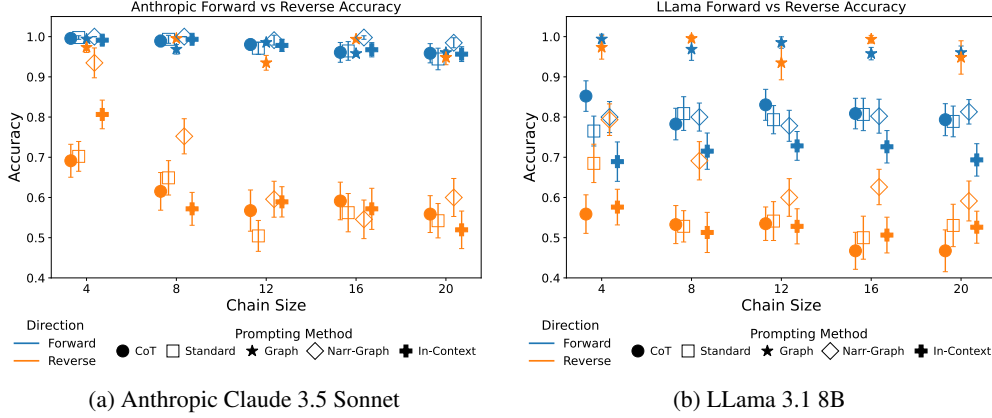 Anthropic Forward vs Reverse Accuracy
1.0
0.9
0.8
0.7
0.6
0.5
0.4
Accuracy
4 8 12 16 20
Chain Size
Direction
Forward
Reverse
Prompting Method
CoT Standard Graph Narr-Graph In-Context
(a) Anthropic Claude 3.5 Sonnet
LLama Forward vs Reverse Accuracy
1.0
0.9
0.8
0.7
0.6
0.5
0.4
Accuracy
4 8 12 16 20
Chain Size
Direction
Forward
Reverse
Prompting Method
CoT Standard Graph Narr-Graph In-Context
(b) LLama 3.1 8B